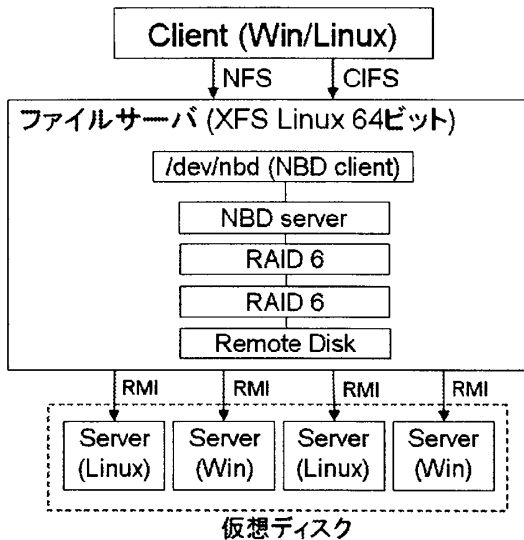 Client (Win/Linux)
NFS
CIFS
ファイルサーバ (XFS Linux 64ビット)
/dev/nbd (NBD client)
NBD server
RAID 6
RAID 6
Remote Disk
RMI
RMI
RMI
RMI
Server
(Linux)
Server
(Win)
Server
(Linux)
Server
(Win)
仮想ディスク